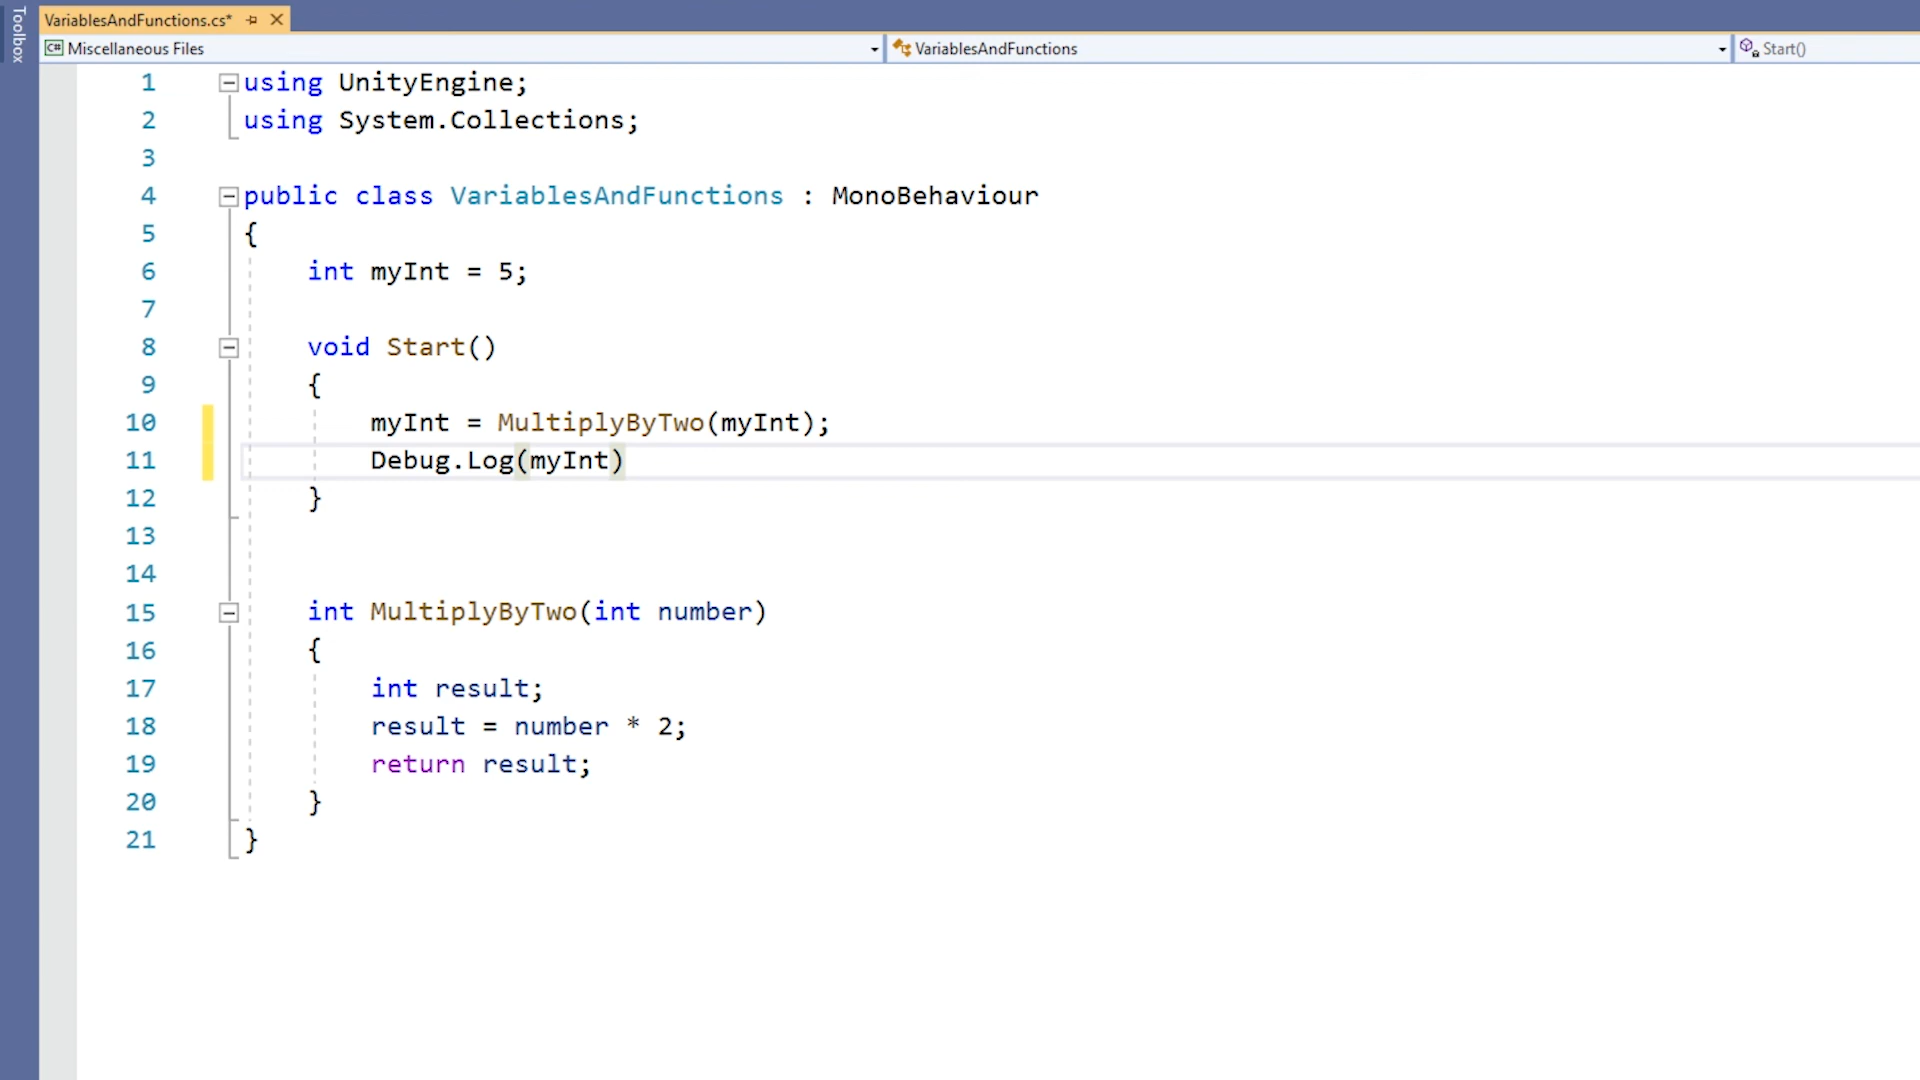 Toolbox
VariablesAndFunctions.cs*
C# Miscellaneous Files
VariablesAndFunctions
Start()
1 using UnityEngine;
2 using System.Collections;
3
4 public class VariablesAndFunctions : MonoBehaviour
5 {
6 int myInt = 5;
7
8 void Start()
9 {
10 myInt = MultiplyByTwo(myInt);
11 Debug.Log(myInt)
12 }
13
14
15 int MultiplyByTwo(int number)
16 {
17 int result;
18 result = number * 2;
19 return result;
20 }
21 }